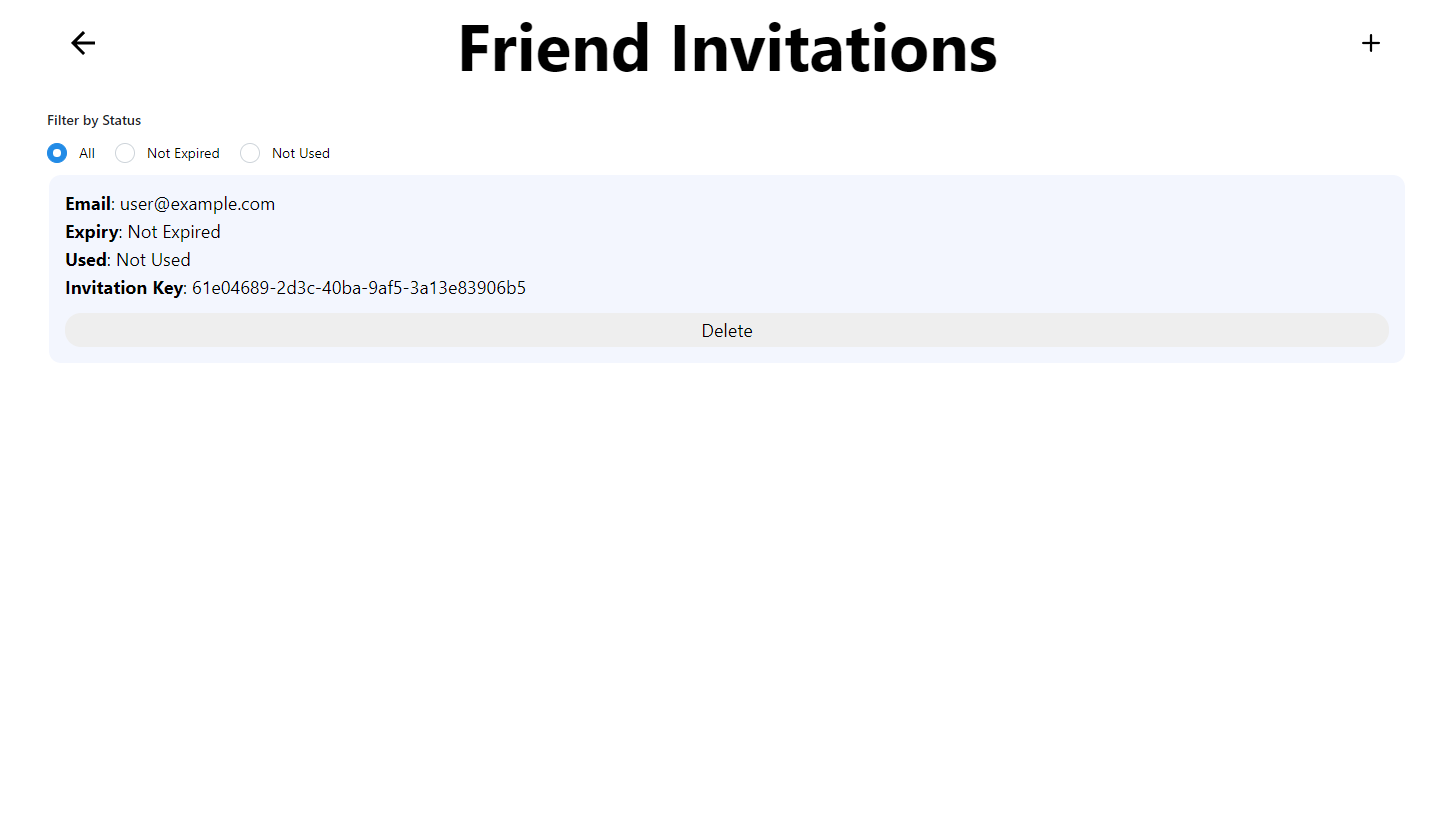 Friend Invitations
Filter by Status
All Not Expired Not Used
Email: user@example.com
Expiry: Not Expired
Used: Not Used
Invitation Key: 61e04689-2d3c-40ba-9af5-3a13e83906b5
Delete